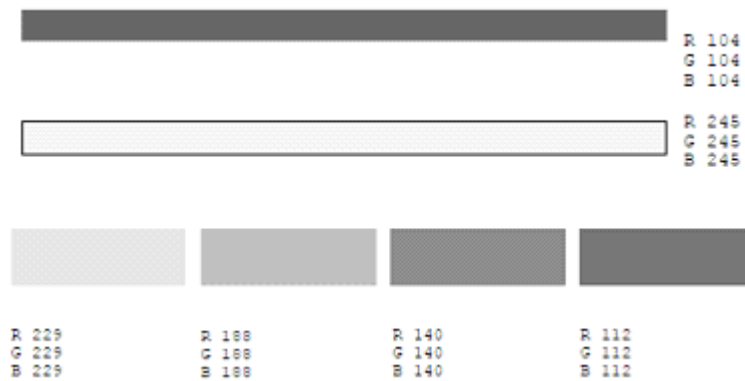 R 104
G 104
B 104
R 245
G 245
B 245
R 229
G 229
B 229
R 188
G 188
B 188
R 140
G 140
B 140
R 112
G 112
B 112